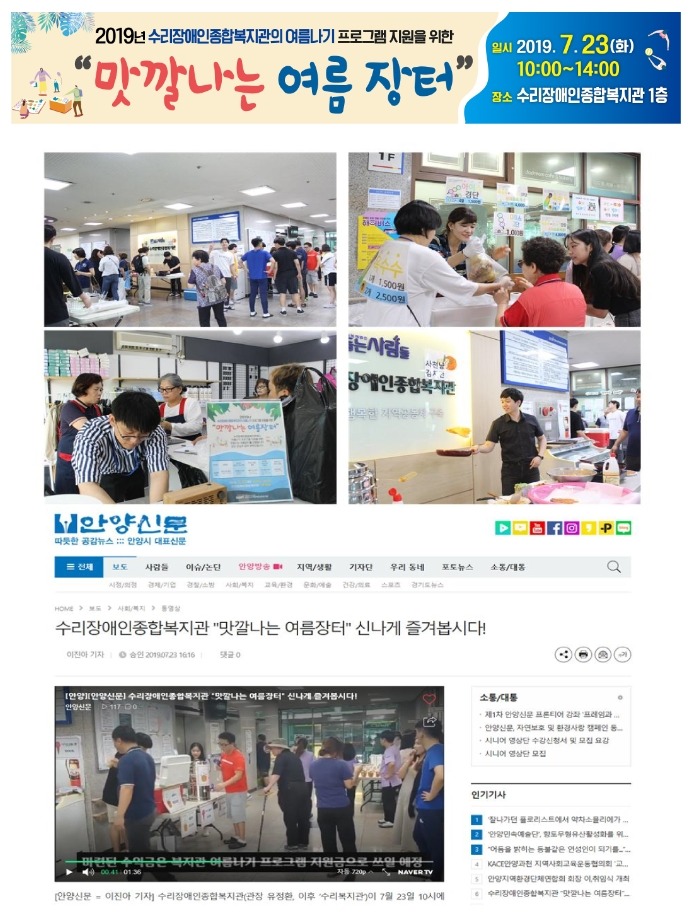 2019년 수리장애인종합복지관의 여름나기 프로그램 지원을 위한
“맛깔나는 여름 장터”
일시 2019. 7. 23(화)
10:00~14:00
장소 수리장애인종합복지관 1층
1F
경단
3,000원
1,500원
2,500원
장애인종합복지관
"맛깔나는 여름장터"
안양신문
따뜻한 공감뉴스 ::: 안양시 대표신문
전체 보도 사람들 이슈/논단 안양방송 지역/생활 기자단 우리 동네 포토뉴스 소통/대통
시정/의정 경제/기업 경찰/소방 사회/복지 교육/환경 문화/예술 건강/의료 스포츠 경기뉴스
HOME > 보도 > 사회/복지 > 동영상
수리장애인종합복지관 "맛깔나는 여름장터" 신나게 즐겨봅시다!
이진아 기자 승인 2019.07.23 16:16 댓글 0
[안양][안양신문] 수리장애인종합복지관 "맛깔나는 여름장터" 신나게 즐겨봅시다!
안양신문 117 0
마련된 수익금은 복지관 여름나기 프로그램 지원금으로 쓰일 예정
00:41 01:36 자동 720p NAVER TV
[안양신문 = 이진아 기자] 수리장애인종합복지관(관장 유정환, 이후 ‘수리복지관’)이 7월 23일 10시에
소통/대통
· 제1차 안양신문 프론티어 강좌 '프레임과 ...
· 안양신문, 자연보호 및 환경사랑 캠페인 동...
· 시니어 영상단 수강신청서 및 모집 요강
· 시니어 영상단 모집
인기기사
1 '잘나가던 플로리스트에서 약차소믈리에가 ...
2 '안양민속예술단', 향토무형유산활성화를 위...
3 "어둠을 밝히는 등불같은 언성인이 되기를..."...
4 KACE안양과천 지역사회교육운동협의회 '고...
5 안양지역환경단체연합회 회장 이,취임식 개최
6 수리장애인종합복지관 "맛깔나는 여름장터"...